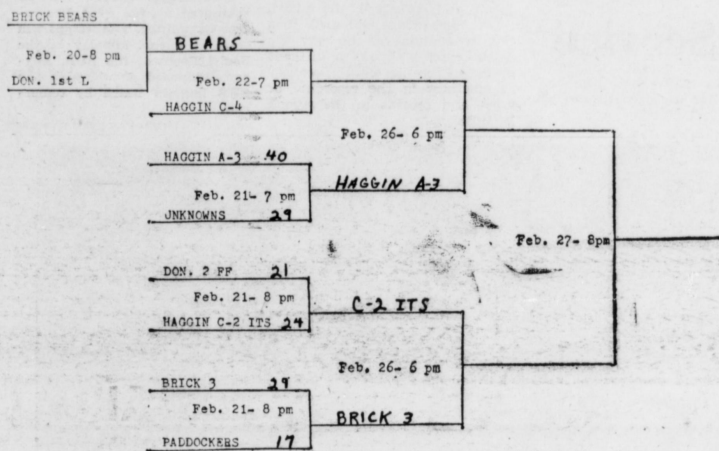 BRICK BEARS
Feb. 20-8 pm
DON. 1st L
BEARS
Feb. 22-7 pm
HAGGIN C-4
HAGGIN A-3 40
Feb. 21- 7 pm
JNKNOWNS 29
DON. 2 FF 21
Feb. 21- 8 pm
HAGGIN C-2 ITS 24
BRICK 3 29
Feb. 21- 8 pm
PADDOCKERS 17
Feb. 26- 6 pm
HAGGIN A-3
C-2 ITS
Feb. 26- 6 pm
BRICK 3
Feb. 27- 8pm